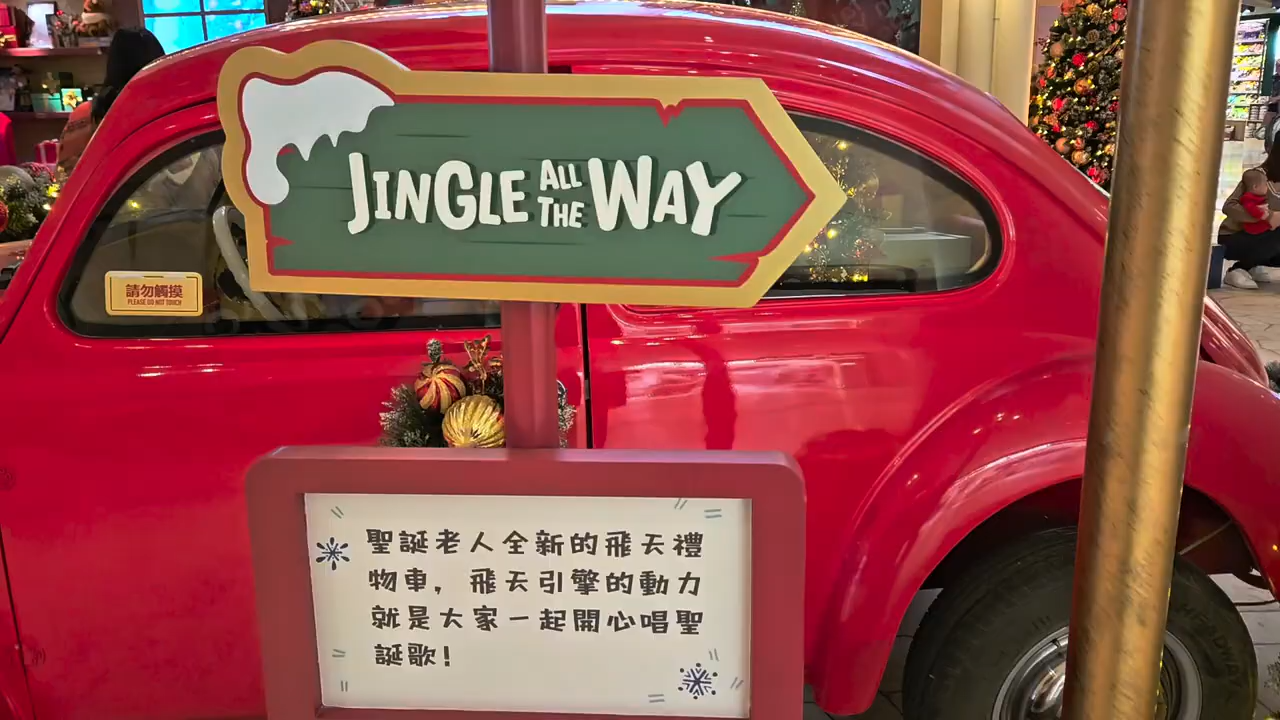 JINGLE ALL THE WAY
請勿觸摸
PLEASE DO NOT TOUCH
聖誕老人全新的飛天禮
物車，飛天引擎的動力
就是大家一起開心唱聖
誕歌！